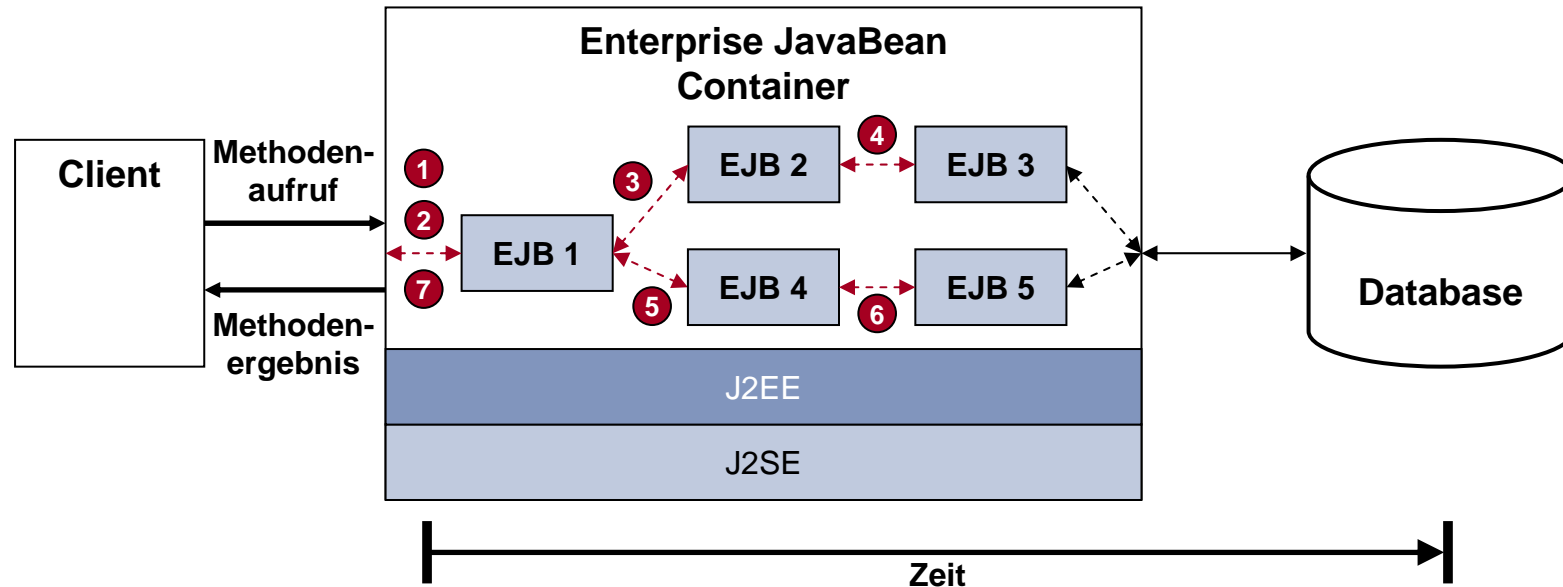 Enterprise JavaBean
Container
Client
Methoden-
aufruf
Methoden-
ergebnis
1
2
7
EJB 1
3
5
EJB 2
4
EJB 3
EJB 4
6
EJB 5
Database
J2EE
J2SE
Zeit